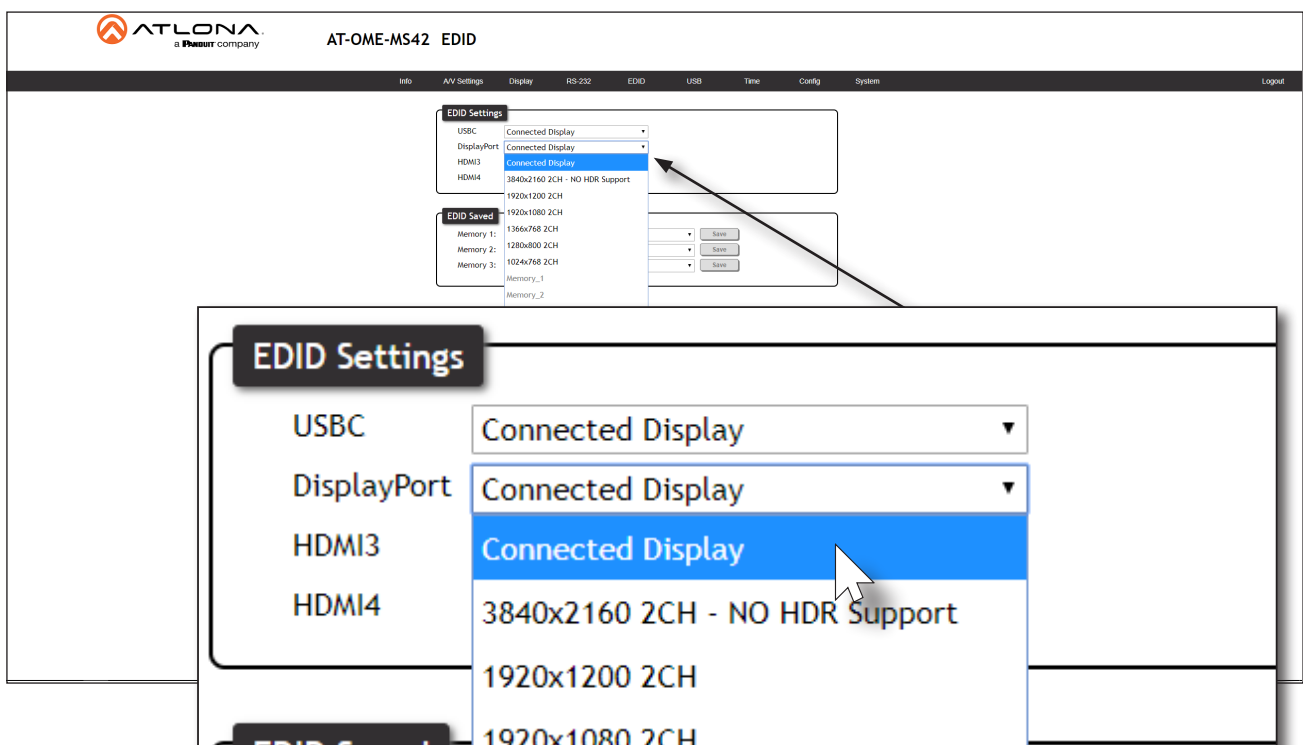 ATLONA.
a PANDUIT company
AT-OME-MS42 EDID
Info A/V Settings Display RS-232 EDID USB Time Config System Logout
EDID Settings
USBC Connected Display
DisplayPort Connected Display
HDMI3 Connected Display
HDMI4 3840x2160 2CH - NO HDR Support
1920x1200 2CH
EDID Saved 1920x1080 2CH
1366x768 2CH
Memory 1: Save
1280x800 2CH
Memory 2: Save
1024x768 2CH
Memory 3: Save
Memory_1
Memory_2
EDID Settings
USBC Connected Display
DisplayPort Connected Display
HDMI3 Connected Display
HDMI4 3840x2160 2CH - NO HDR Support
1920x1200 2CH
EDID Saved 1920x1080 2CH